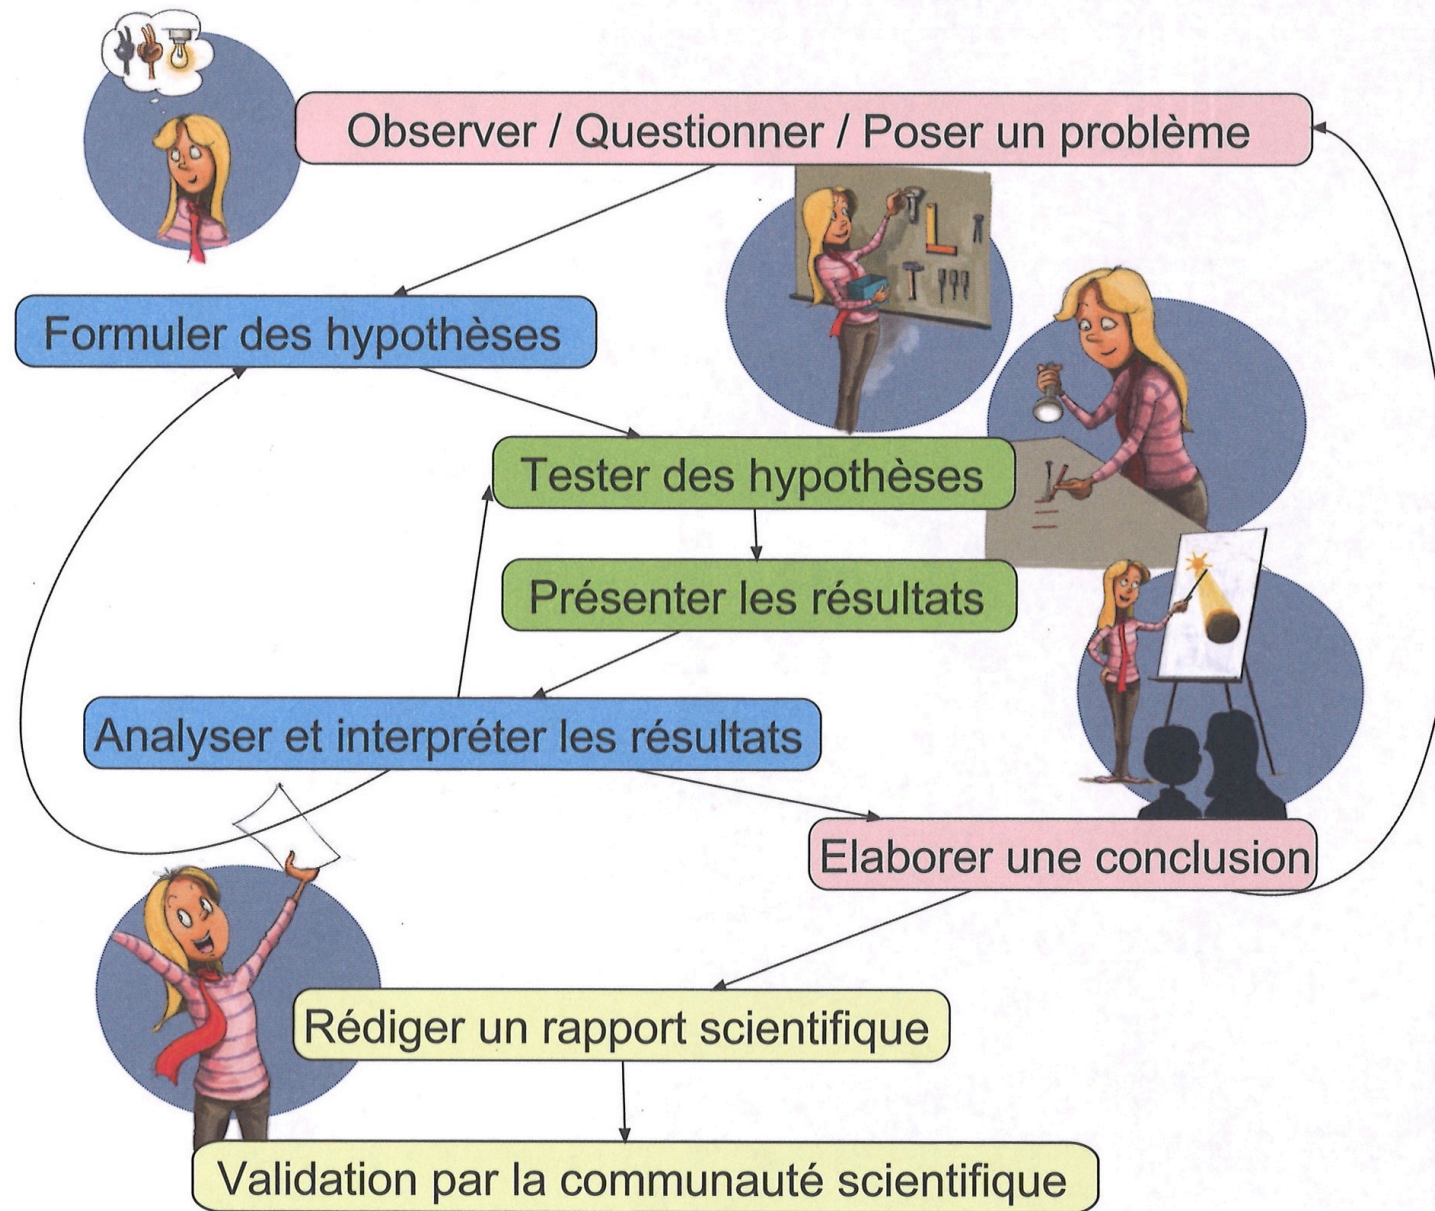 Observer / Questionner / Poser un problème
Formuler des hypothèses
Tester des hypothèses
Présenter les résultats
Analyser et interpréter les résultats
Elaborer une conclusion
Rédiger un rapport scientifique
Validation par la communauté scientifique